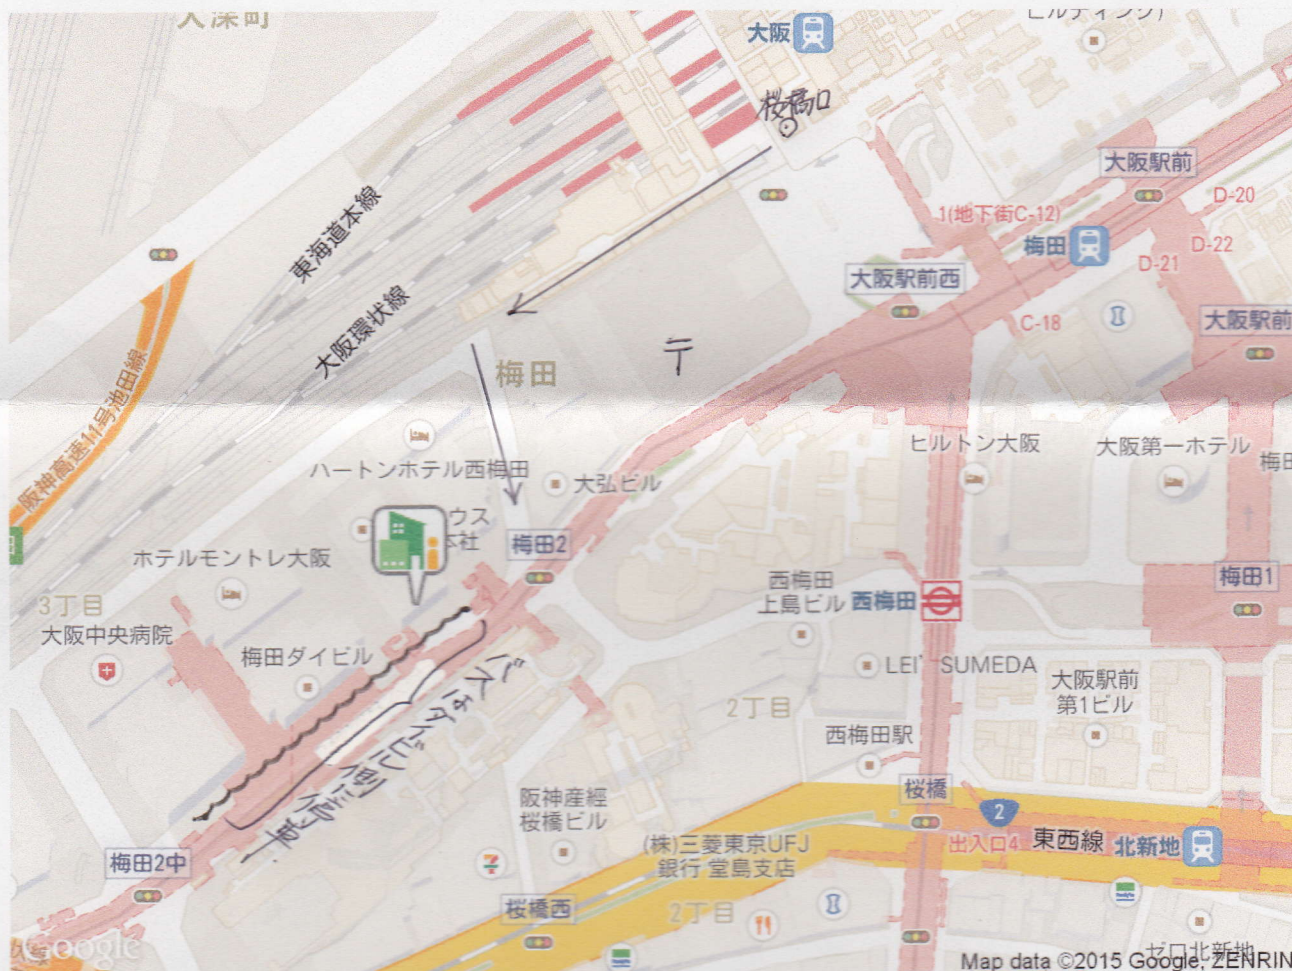 大深町
大阪
ビルディング)
桜橋口
大阪駅前
D-20
1(地下街C-12)
梅田
D-22
D-21
東海道本線
大阪駅前西
C-18
大阪駅前
大阪環状線
〒
梅田
阪神高速11号池田線
ヒルトン大阪
大阪第一ホテル
梅田
ハートンホテル西梅田
大弘ビル
ウス
本社
梅田2
ホテルモントレ大阪
梅田1
西梅田
上島ビル
西梅田
3丁目
大阪中央病院
梅田ダイビル
LEI' SUMEDA
大阪駅前
第1ビル
バスはダイビル側に停車.
2丁目
西梅田駅
阪神産經
桜橋ビル
桜橋
2
(株)三菱東京UFJ
銀行 堂島支店
出入口4
東西線
北新地
梅田2中
7
桜橋西
2丁目
Google
ゼロ北新地
Map data ©2015 Google, ZENRIN